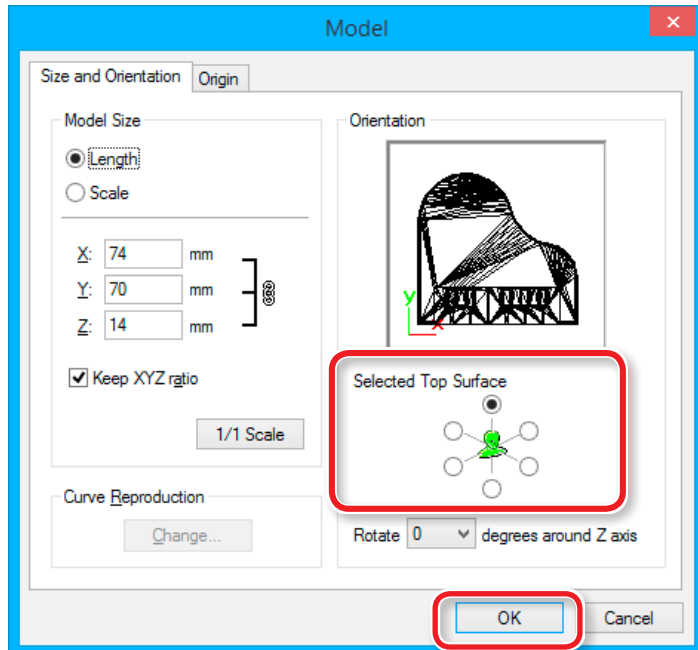 Model
Size and Orientation
Origin
Model Size
Length
Scale
X: 74 mm
Y: 70 mm
Z: 14 mm
Keep XYZ ratio
1/1 Scale
Curve Reproduction
Change...
Orientation
y
x
Selected Top Surface
Rotate 0 degrees around Z axis
OK
Cancel